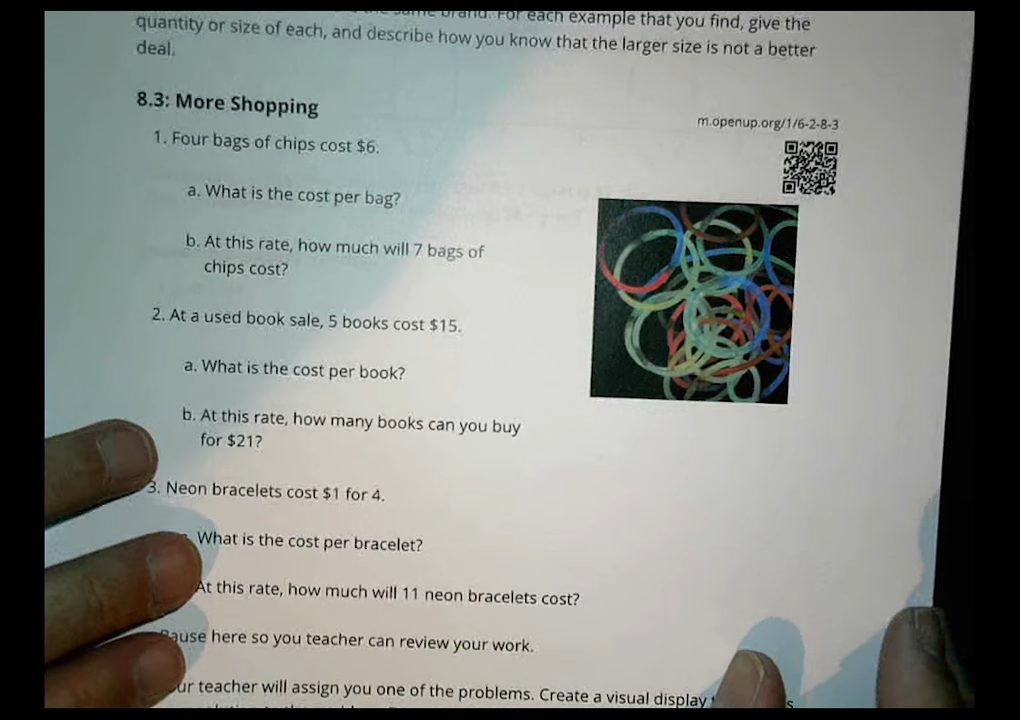 brand. For each example that you find, give the
quantity or size of each, and describe how you know that the larger size is not a better
deal.
8.3: More Shopping
m.openup.org/1/6-2-8-3
1. Four bags of chips cost $6.
a. What is the cost per bag?
b. At this rate, how much will 7 bags of
chips cost?
2. At a used book sale, 5 books cost $15.
a. What is the cost per book?
b. At this rate, how many books can you buy
for $21?
3. Neon bracelets cost $1 for 4.
What is the cost per bracelet?
At this rate, how much will 11 neon bracelets cost?
Pause here so you teacher can review your work.
ur teacher will assign you one of the problems. Create a visual display